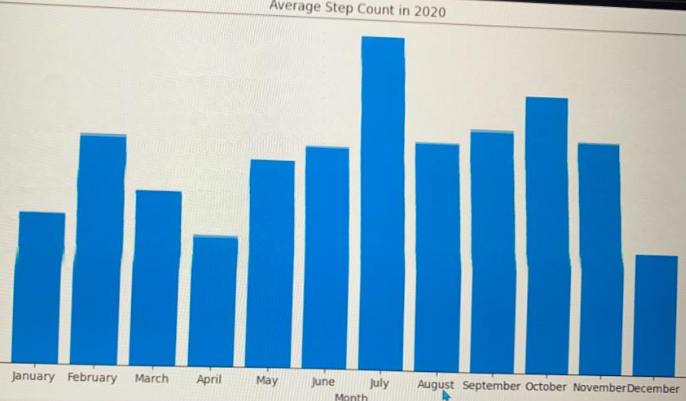 Average Step Count in 2020
January February March April May June July August September October November December
Month